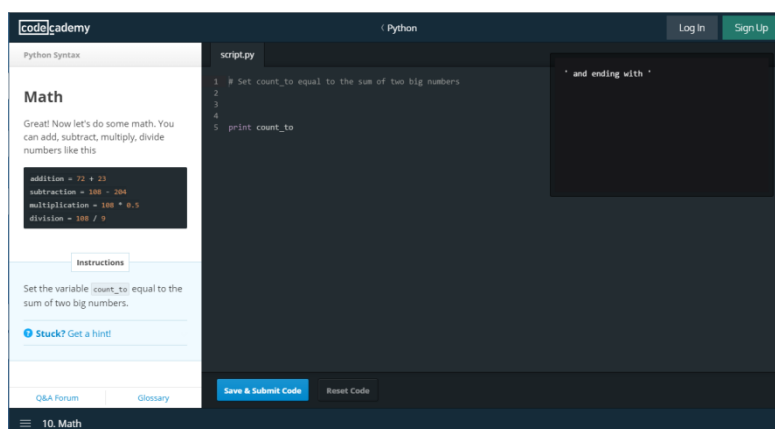 codecademy
Python
Log In
Sign Up
Python Syntax
Math
Great! Now let's do some math. You
can add, subtract, multiply, divide
numbers like this
addition = 72 + 23
subtraction = 108 - 204
multiplication = 108 * 0.5
division = 108 / 9
Instructions
Set the variable count_to equal to the
sum of two big numbers.
? Stuck? Get a hint!
Q&A Forum
Glossary
10. Math
script.py
1 # Set count_to equal to the sum of two big numbers
2
3
4
5 print count_to
' and ending with '
Save & Submit Code
Reset Code